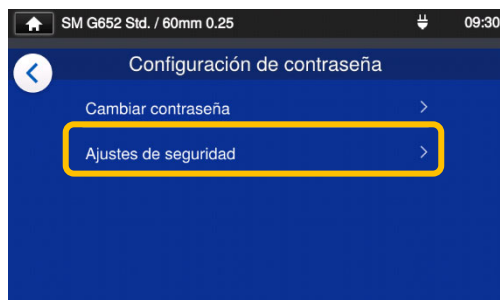 SM G652 Std. / 60mm 0.25 09:30
Configuración de contraseña
Cambiar contraseña
Ajustes de seguridad